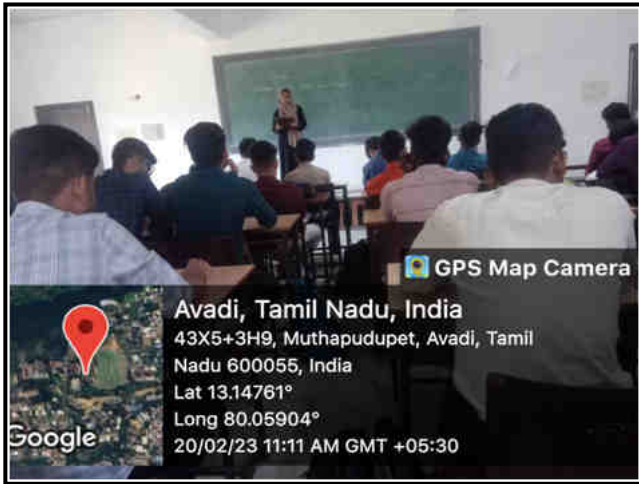 GPS Map Camera
Avadi, Tamil Nadu, India
43X5+3H9, Muthapudupet, Avadi, Tamil
Nadu 600055, India
Lat 13.14761°
Long 80.05904°
20/02/23 11:11 AM GMT +05:30
Google